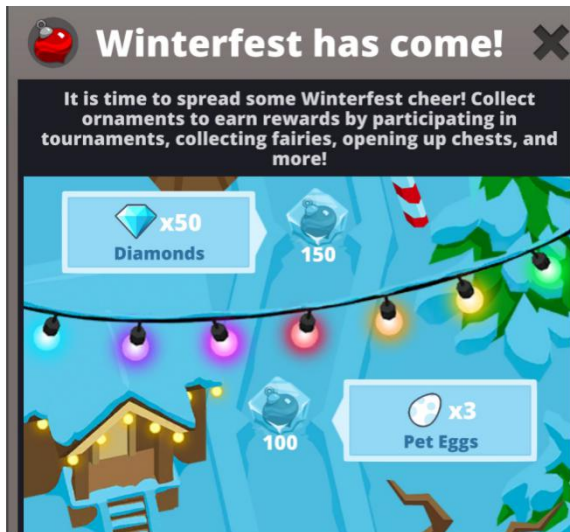 Winterfest has come!
It is time to spread some Winterfest cheer! Collect
ornaments to earn rewards by participating in
tournaments, collecting fairies, opening up chests, and
more!
x50
Diamonds
150
100
x3
Pet Eggs